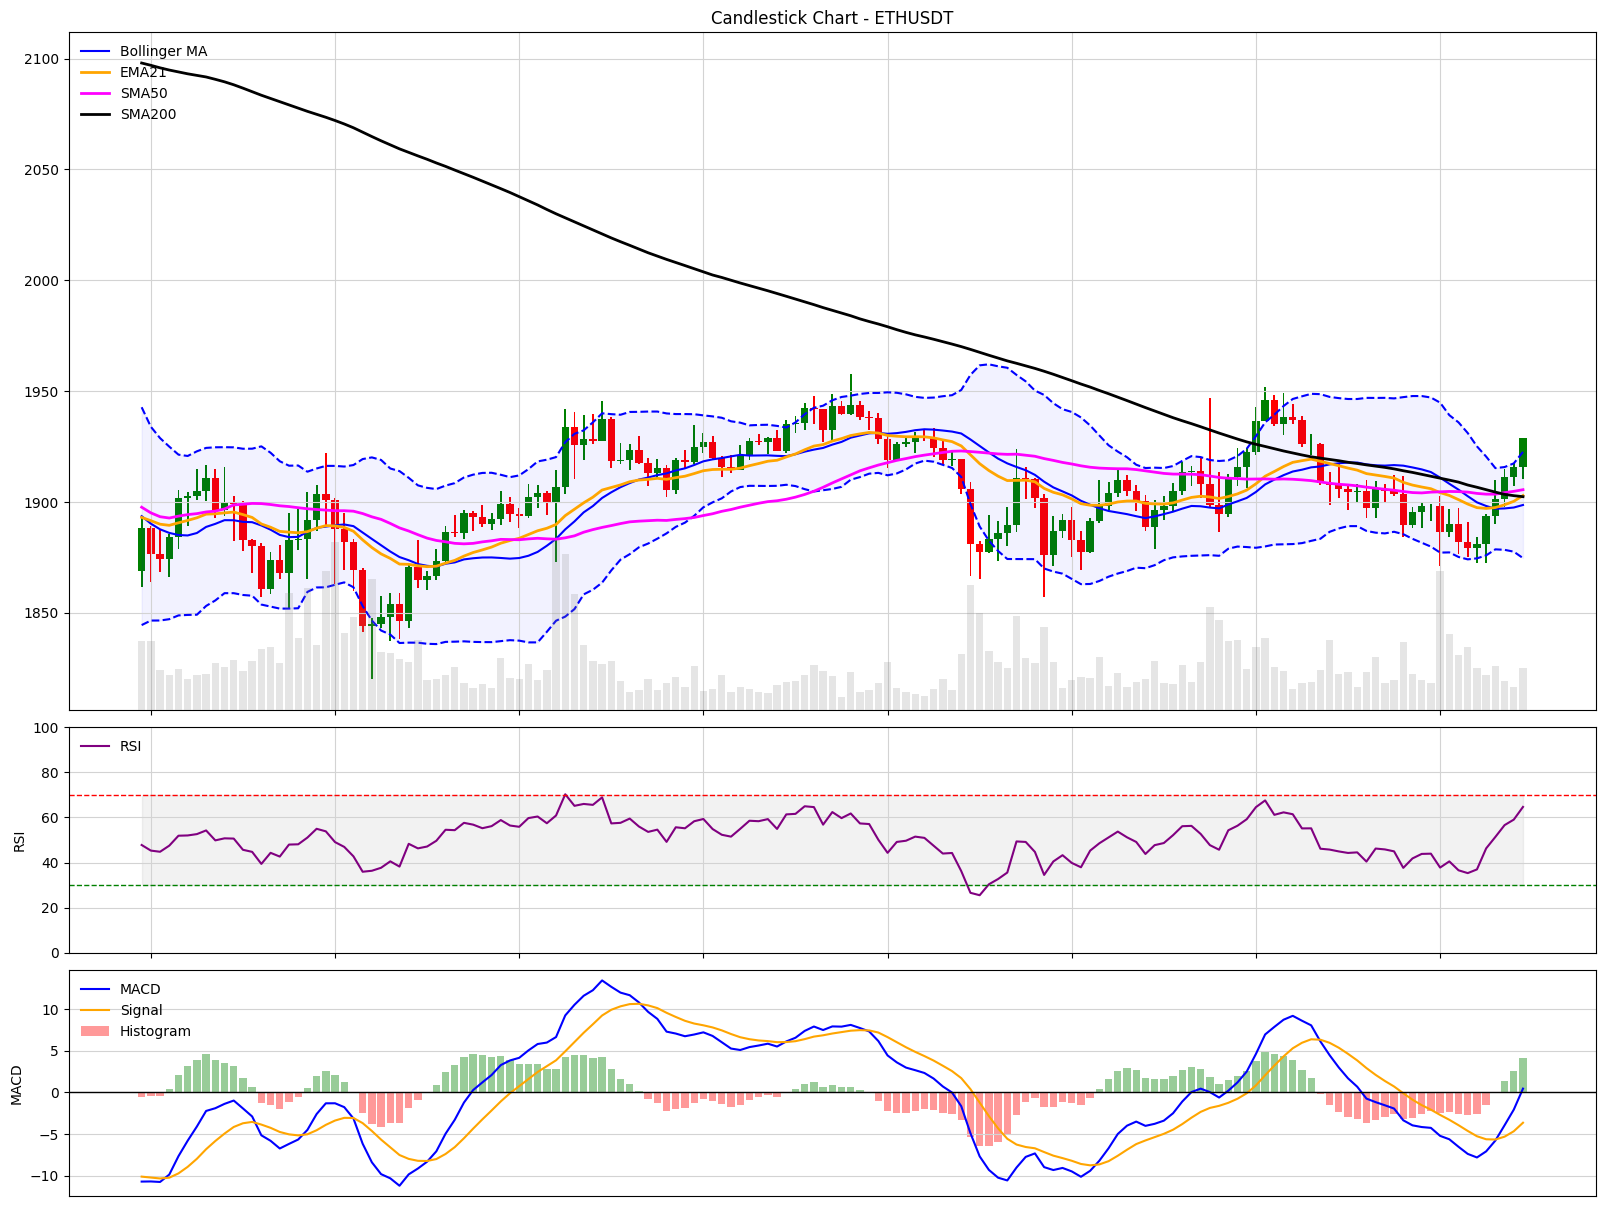 Candlestick Chart - ETHUSDT
Bollinger MA
EMA21
SMA50
SMA200
2100
2050
2000
1950
1900
1850
RSI
100
80
60
40
20
0
RSI
MACD
Signal
Histogram
10
5
0
−5
−10
MACD